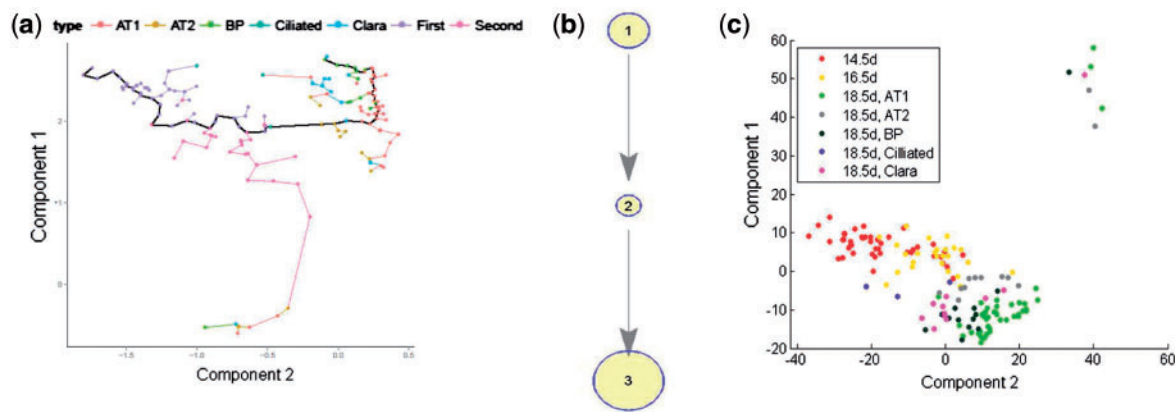 (a) type AT1 AT2 BP Ciliated Clara First Second
Component 1
2
-1
0
-1.5 -1.0 -0.5 0.0 0.5
Component 2
(b)
1
2
3
(c)
Component 1
60
50
40
30
20
10
0
-10
-20
14.5d
16.5d
18.5d, AT1
18.5d, AT2
18.5d, BP
18.5d, Cilliated
18.5d, Clara
-40 -20 0 20 40 60
Component 2